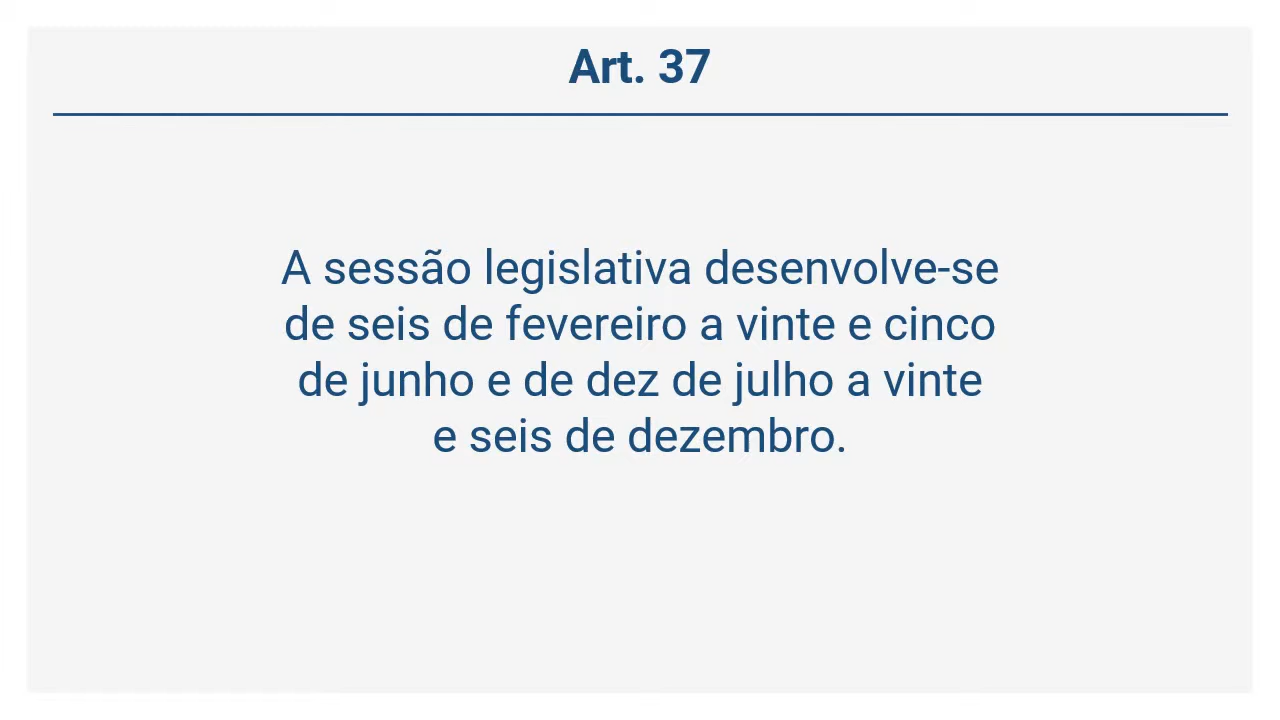 Art. 37
A sessão legislativa desenvolve-se
de seis de fevereiro a vinte e cinco
de junho e de dez de julho a vinte
e seis de dezembro.